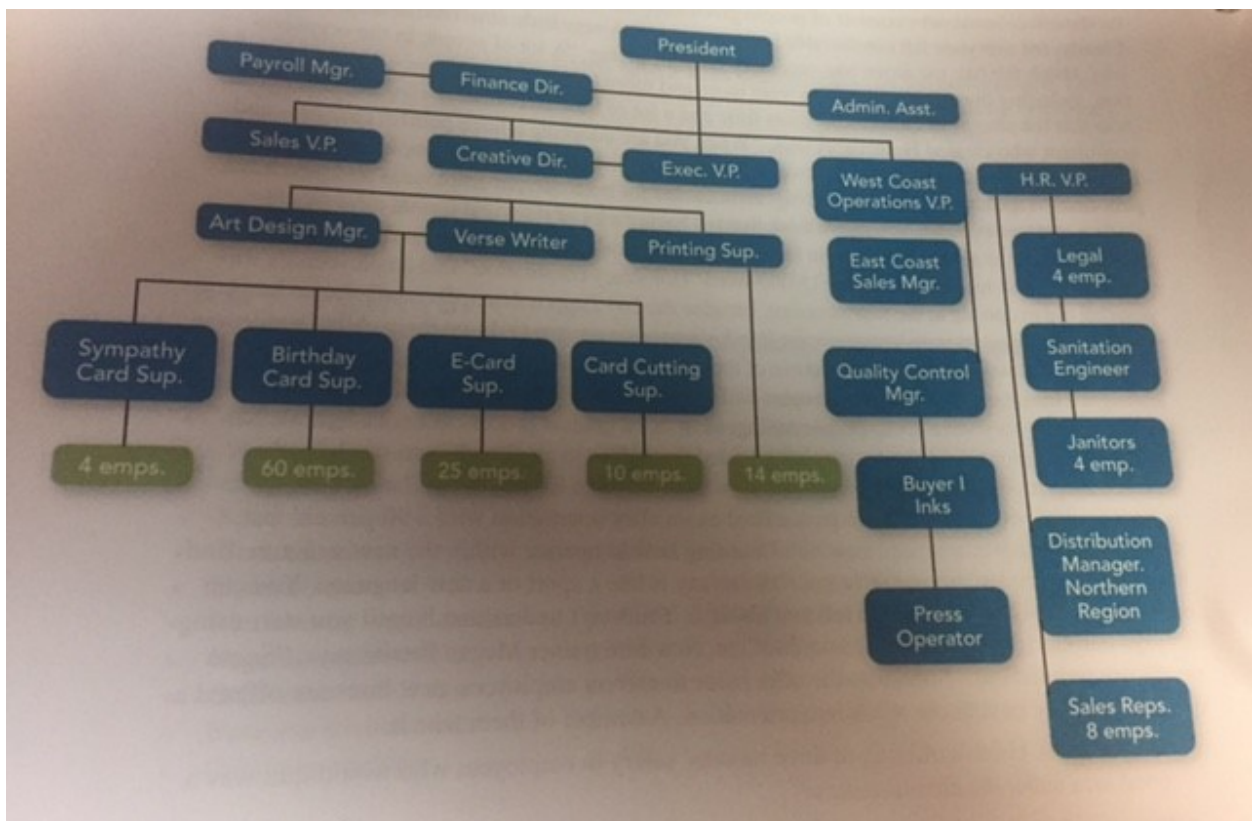 President
Payroll Mgr.
Finance Dir.
Admin. Asst.
Sales V.P.
Creative Dir.
Exec. V.P.
West Coast
Operations V.P.
H.R. V.P.
Art Design Mgr.
Verse Writer
Printing Sup.
East Coast
Sales Mgr.
Legal
4 emp.
Sympathy
Card Sup.
Birthday
Card Sup.
E-Card
Sup.
Card Cutting
Sup.
Quality Control
Mgr.
Sanitation
Engineer
4 emps.
60 emps.
25 emps.
10 emps.
14 emps.
Buyer I
Inks
Janitors
4 emp.
Distribution
Manager.
Northern
Region
Press
Operator
Sales Reps.
8 emps.